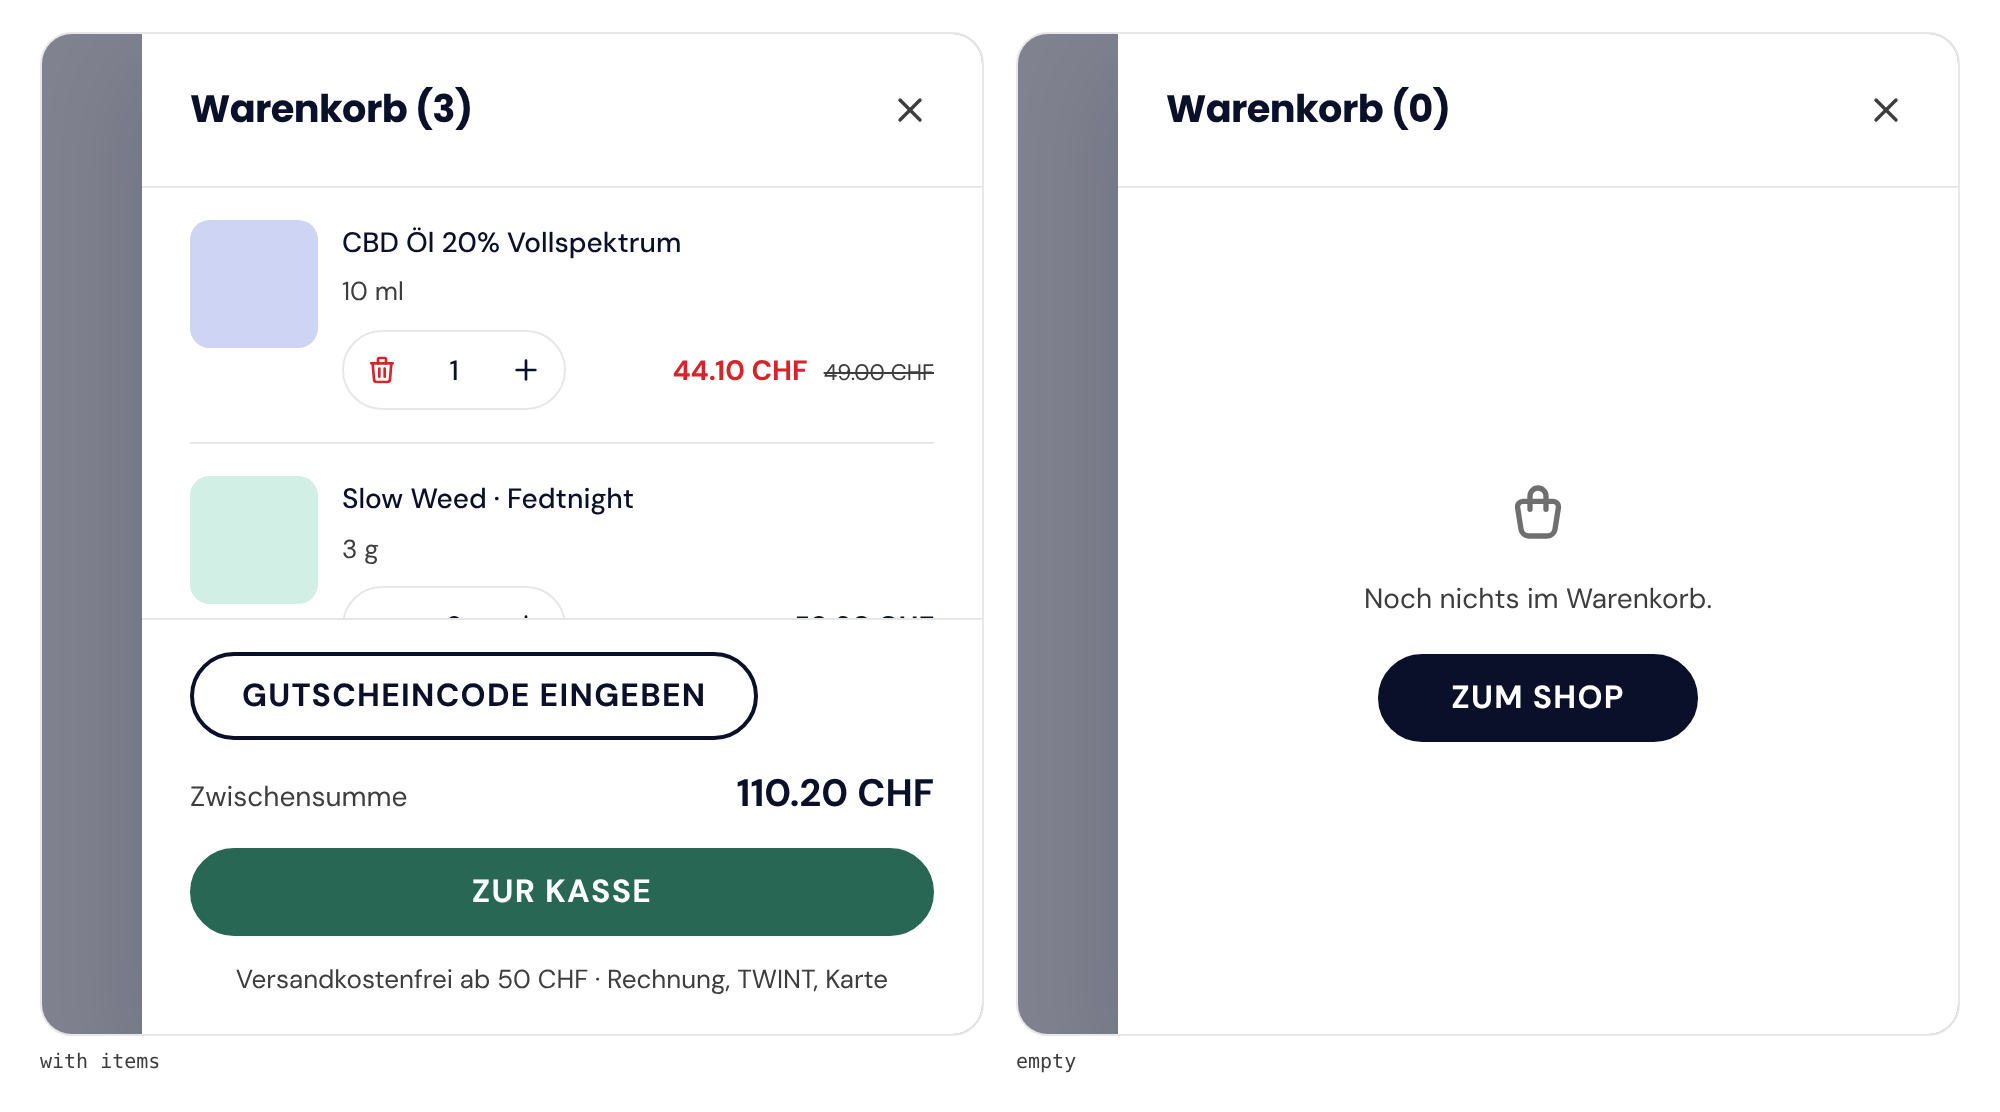 Warenkorb (3)
CBD Öl 20% Vollspektrum
10 ml
1
44.10 CHF 49.00 CHF
Slow Weed · Fedtnight
3 g
GUTSCHEINCODE EINGEBEN
Zwischensumme 110.20 CHF
ZUR KASSE
Versandkostenfrei ab 50 CHF · Rechnung, TWINT, Karte
with items
Warenkorb (0)
Noch nichts im Warenkorb.
ZUM SHOP
empty